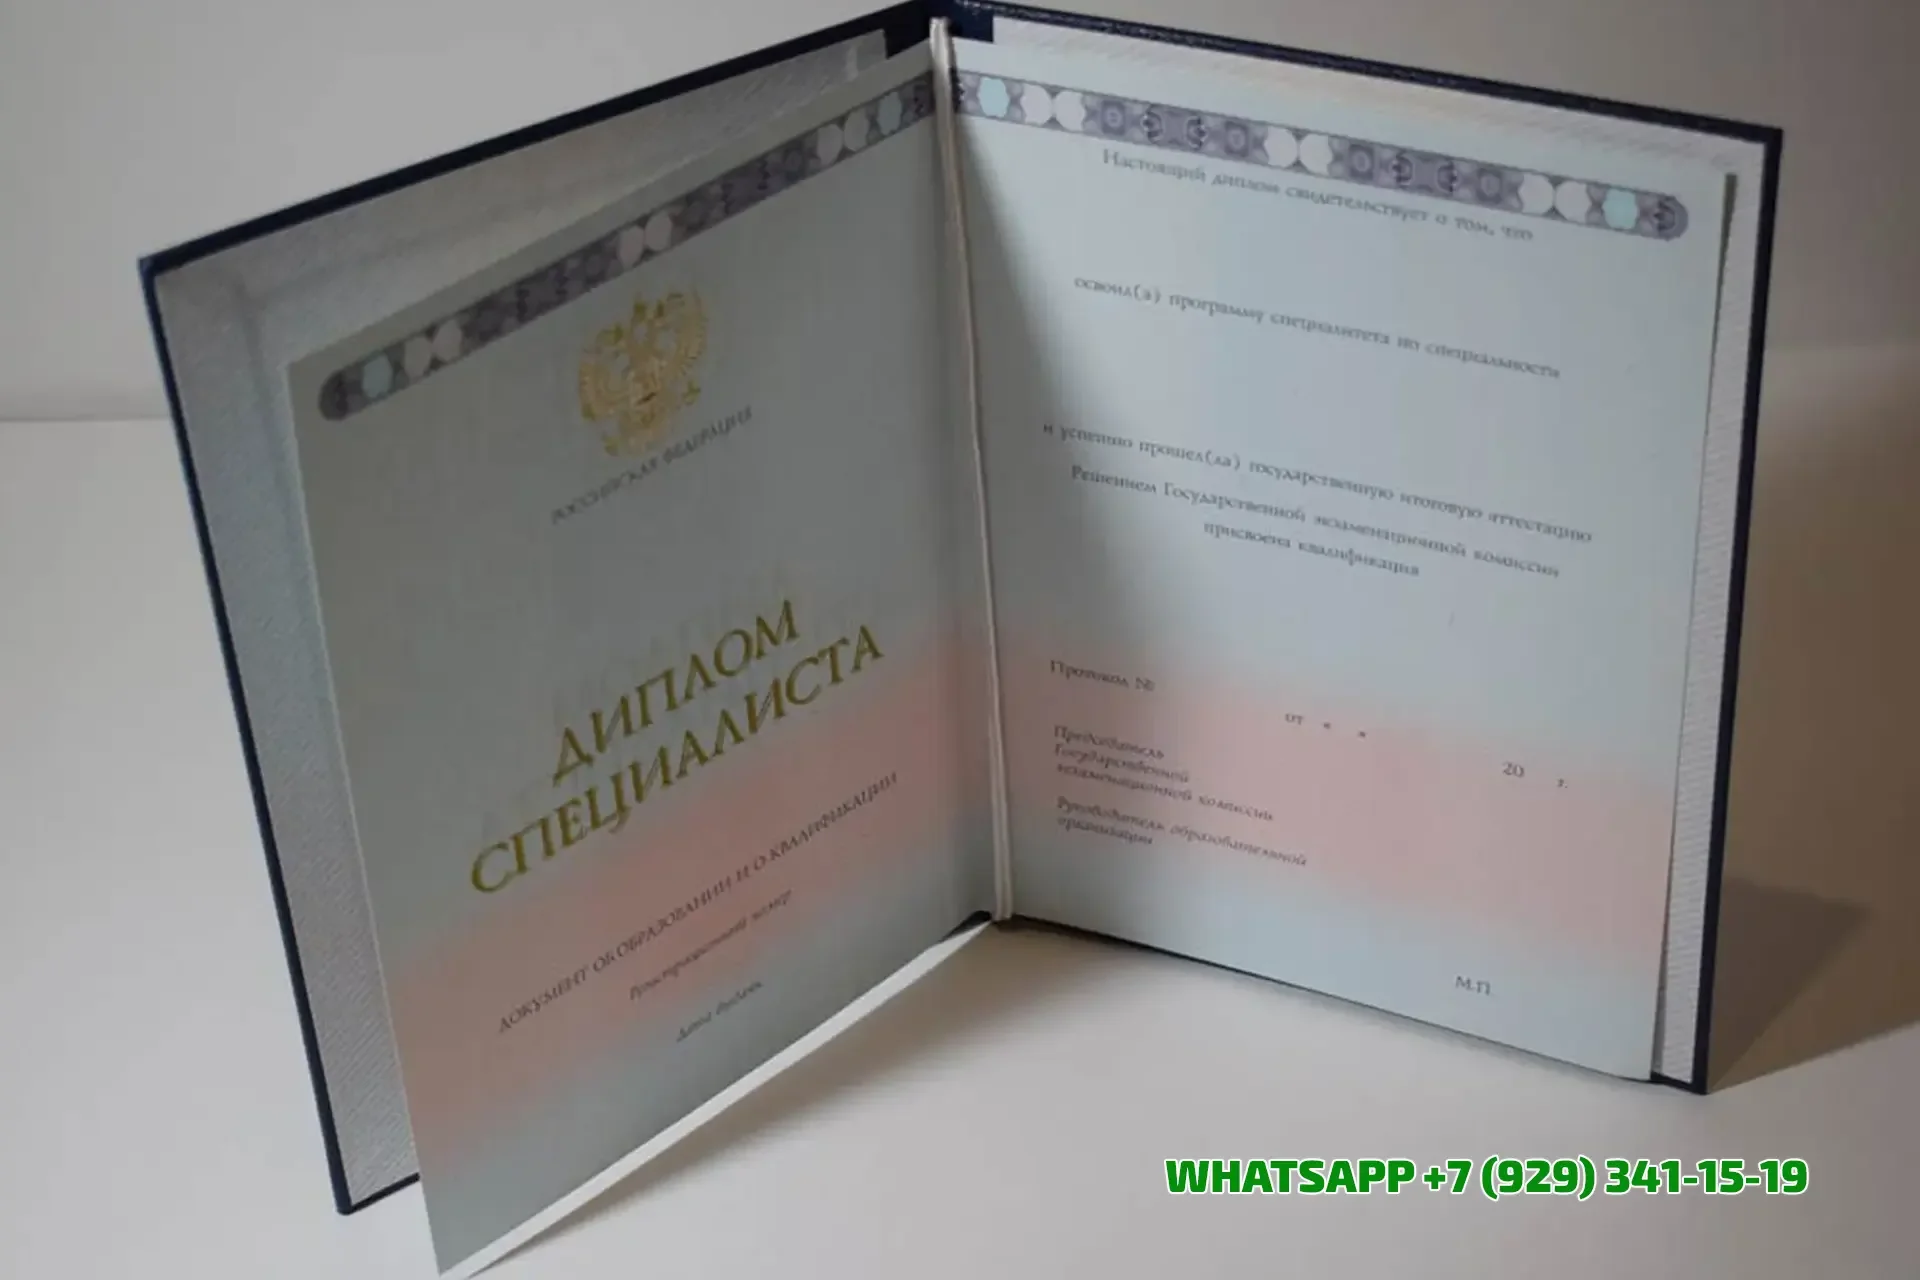 РОССИЙСКАЯ ФЕДЕРАЦИЯ
ДИПЛОМ
СПЕЦИАЛИСТА
ДОКУМЕНТ ОБ ОБРАЗОВАНИИ И О КВАЛИФИКАЦИИ
Регистрационный номер
Дата выдачи
Настоящий диплом свидетельствует о том, что
освоил(а) программу специалитета по специальности
и успешно прошел(ла) государственную итоговую аттестацию
Решением Государственной экзаменационной комиссии
присвоена квалификация
Протокол №
от « »
20 г.
Председатель
Государственной
экзаменационной комиссии
Руководитель образовательной
организации
М.П.
WHATSAPP +7 (929) 341-15-19